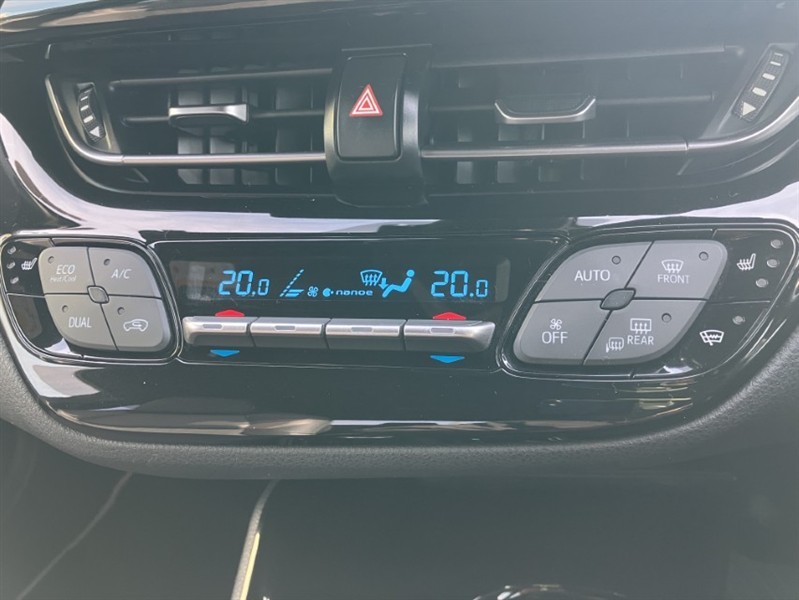 ECO
Heat/Cool
A/C
DUAL
20.0
nanoe
20.0
AUTO
FRONT
OFF
REAR